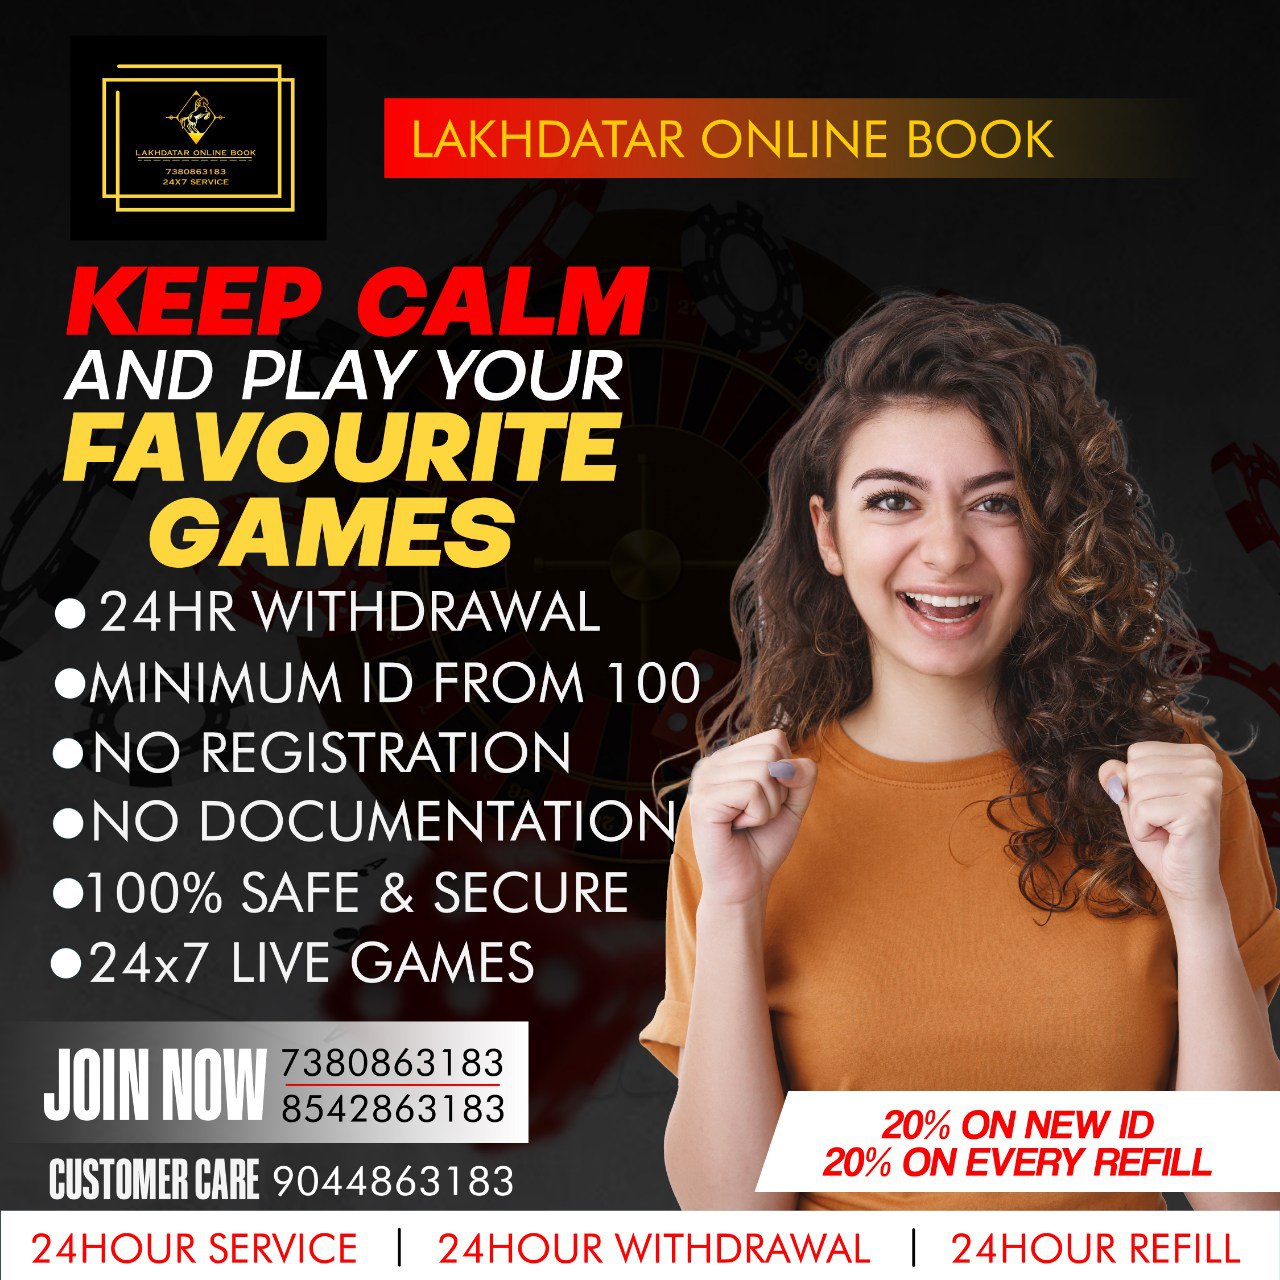 LAKHDATAR ONLINE BOOK
7380863183
24X7 SERVICE
LAKHDATAR ONLINE BOOK
KEEP CALM
AND PLAY YOUR
FAVOURITE
GAMES
● 24HR WITHDRAWAL
●MINIMUM ID FROM 100
●NO REGISTRATION
●NO DOCUMENTATION
●100% SAFE & SECURE
●24x7 LIVE GAMES
JOIN NOW
7380863183
8542863183
CUSTOMER CARE 9044863183
20% ON NEW ID
20% ON EVERY REFILL
24HOUR SERVICE | 24HOUR WITHDRAWAL | 24HOUR REFILL